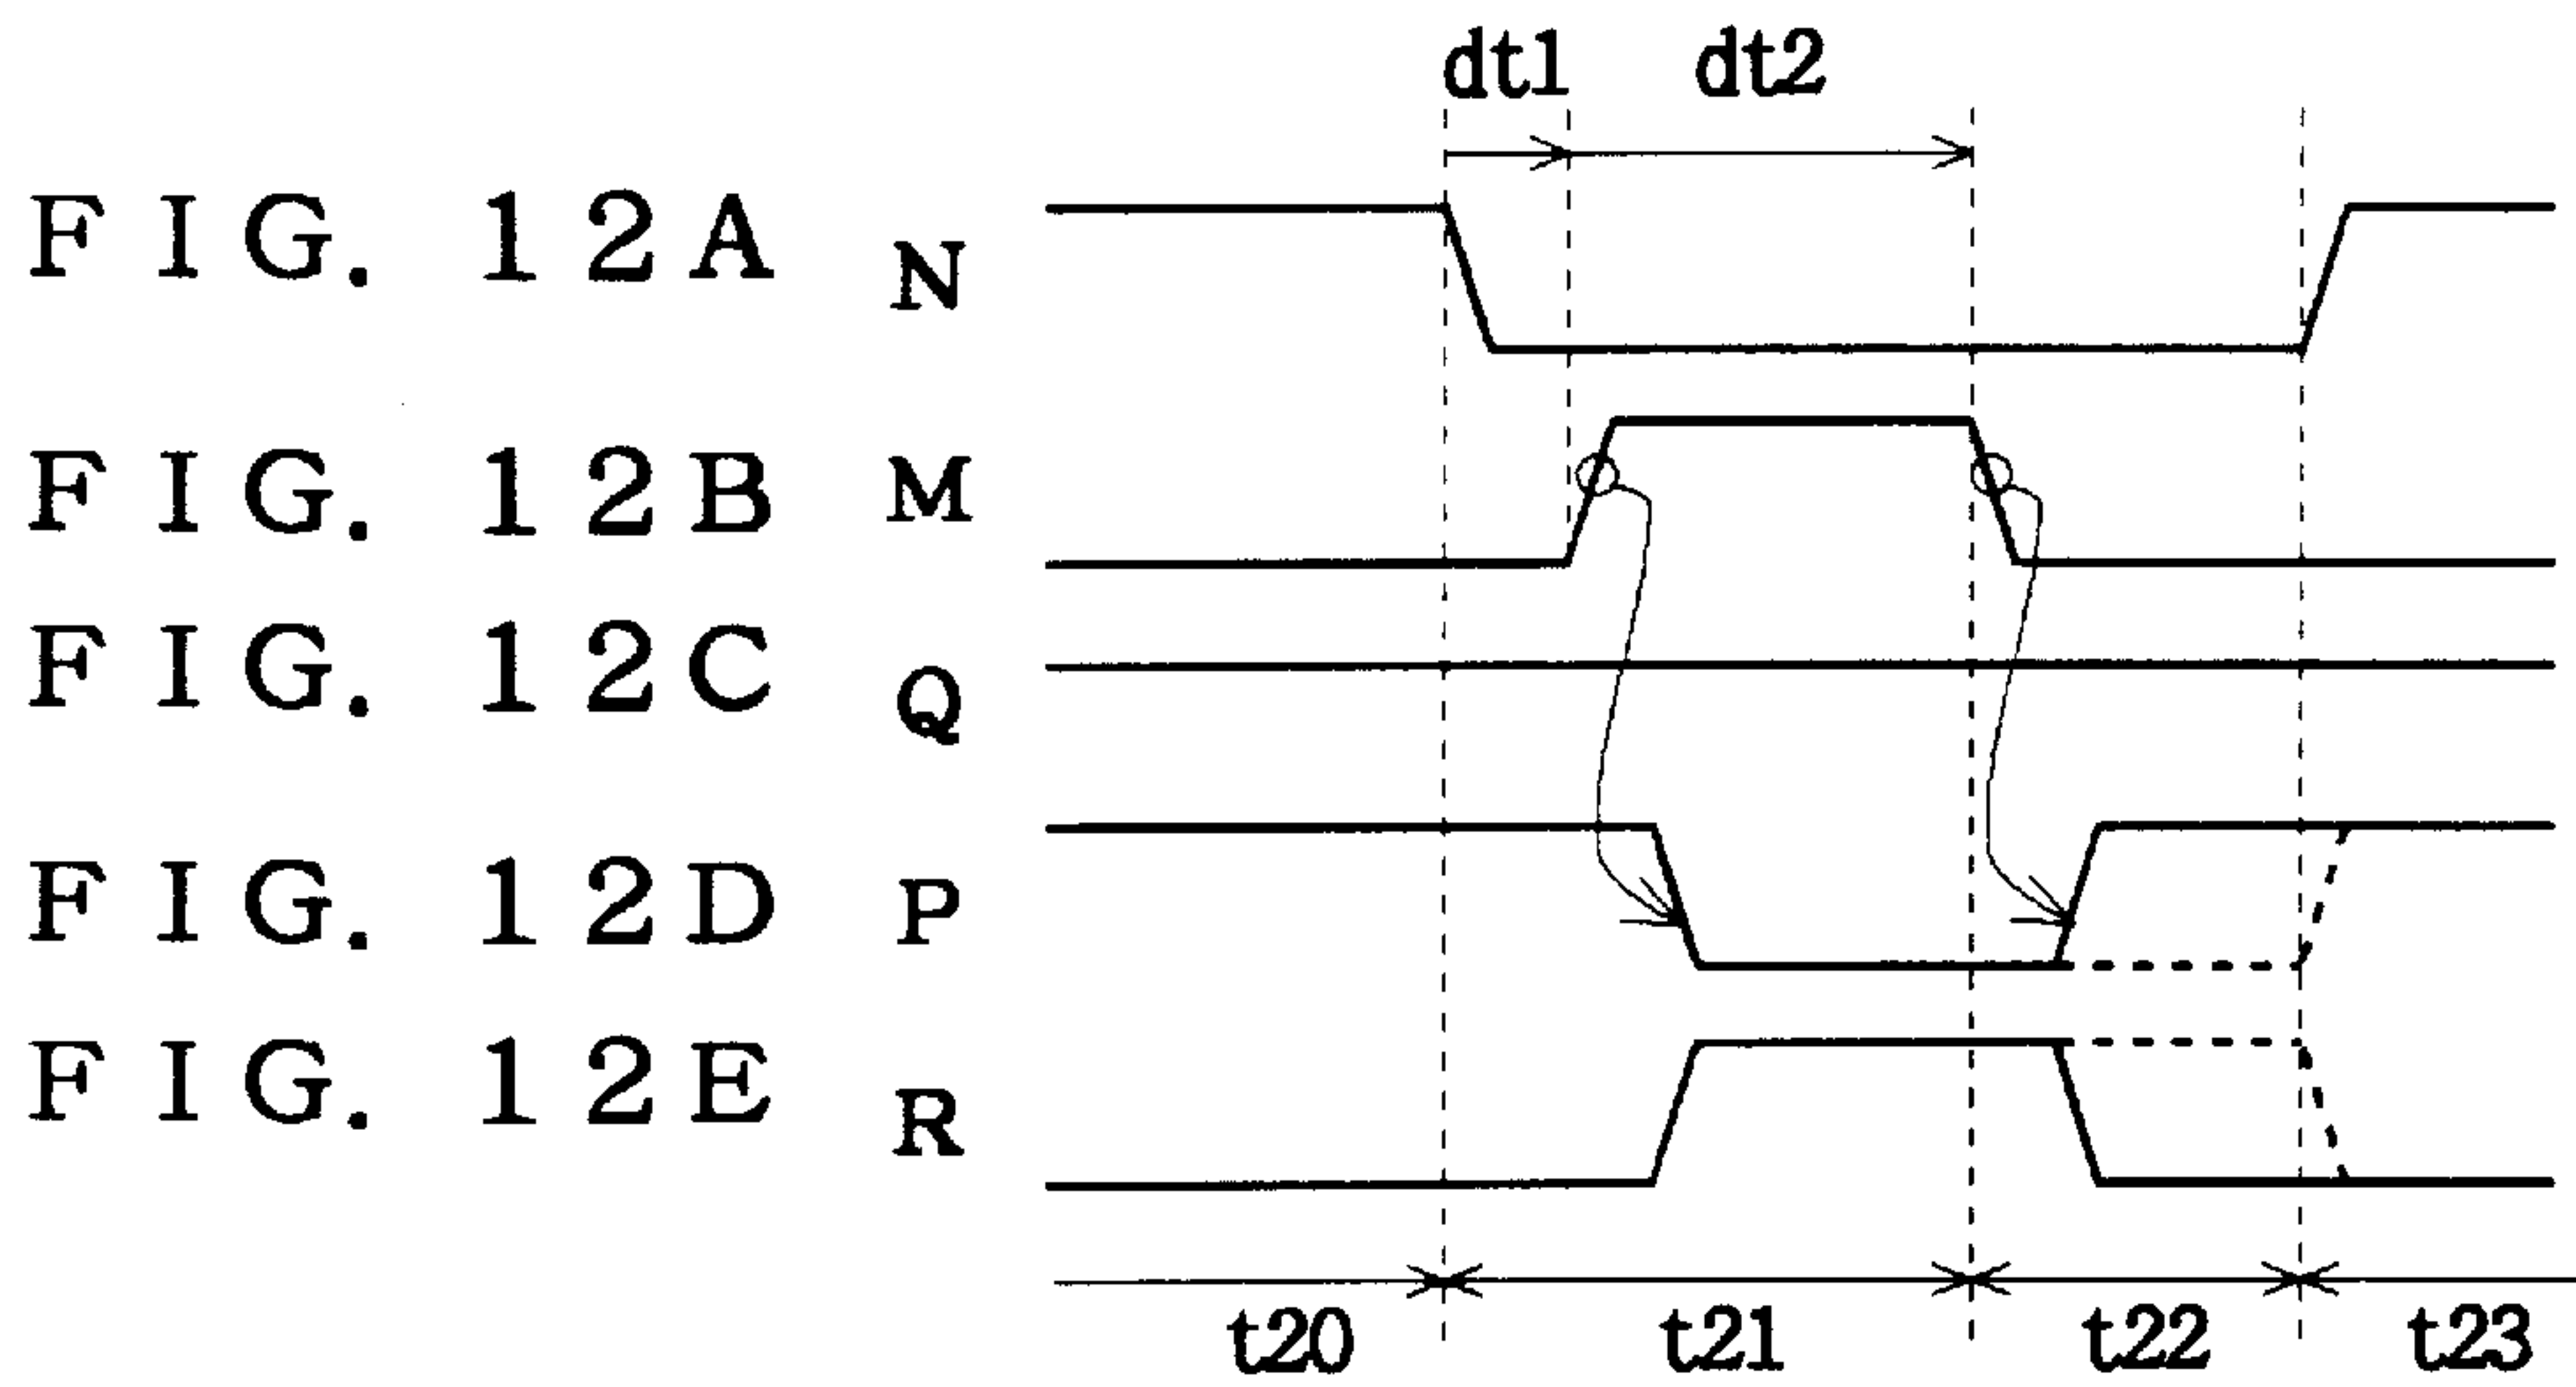 dt1 dt2
FIG. 12A N
FIG. 12B M
FIG. 12C Q
FIG. 12D P
FIG. 12E R
t20 t21 t22 t23